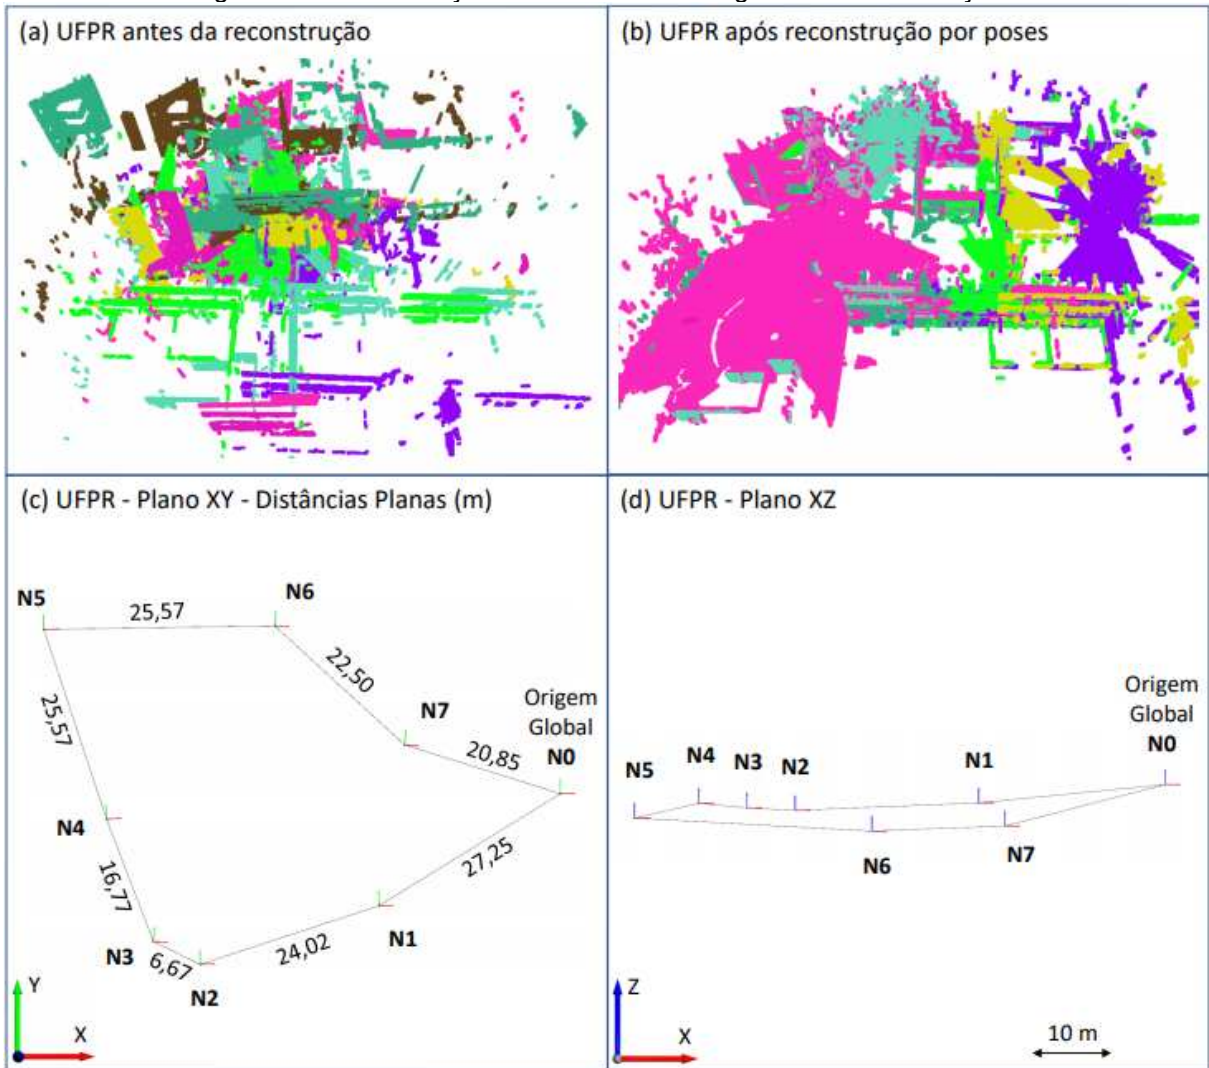 (a) UFPR antes da reconstrução
(b) UFPR após reconstrução por poses
(c) UFPR - Plano XY - Distâncias Planas (m)
N5
25,57
N6
22,50
25,57
N7
Origem
Global
20,85
N0
N4
27,25
16,77
N1
N3
24,02
6,67
N2
Y
X
(d) UFPR - Plano XZ
Origem
Global
N0
N5
N4
N3
N2
N1
N6
N7
Z
X
10 m